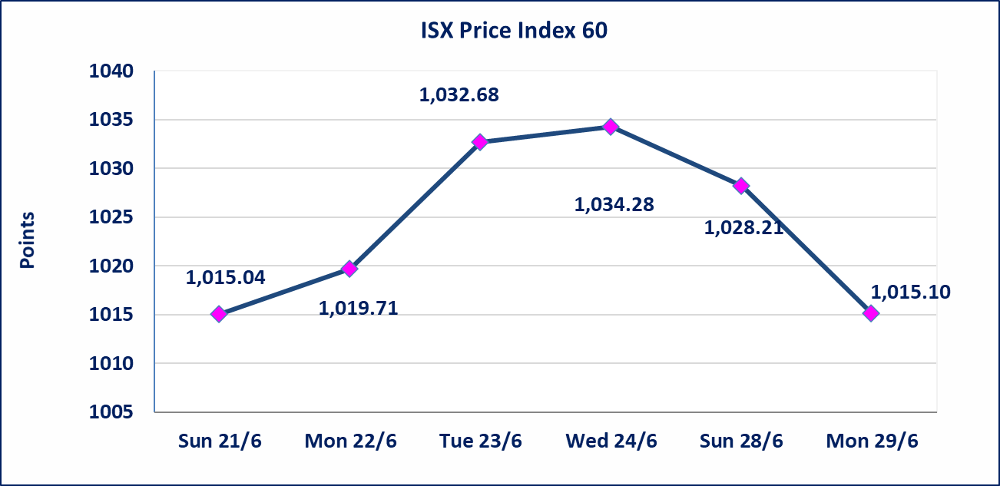 ISX Price Index 60
Points
1040
1035
1030
1025
1020
1015
1010
1005
1,015.04
1,019.71
1,032.68
1,034.28
1,028.21
1,015.10
Sun 21/6
Mon 22/6
Tue 23/6
Wed 24/6
Sun 28/6
Mon 29/6